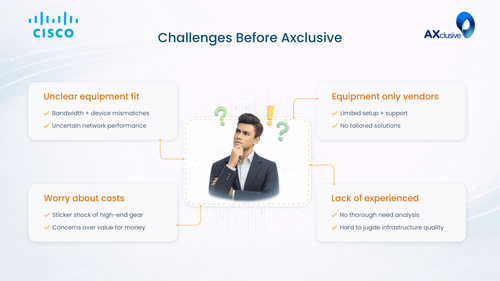 CISCO
AXclusive
Challenges Before Axclusive
Unclear equipment fit
Bandwidth + device mismatches
Uncertain network performance
Equipment only vendors
Limited setup + support
No tailored solutions
Worry about costs
Sticker shock of high-end gear
Concerns over value for money
Lack of experienced
No thorough need analysis
Hard to jugde infrastructure quality